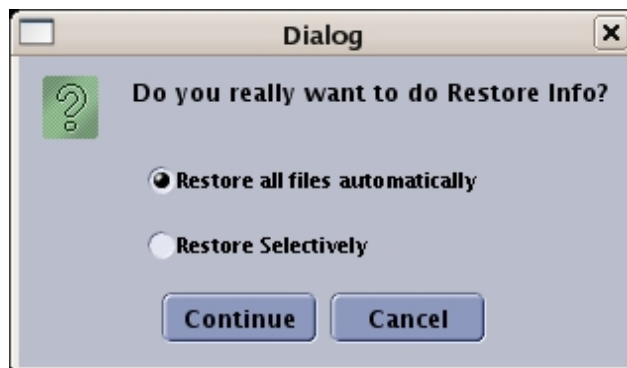 Dialog
Do you really want to do Restore Info?
Restore all files automatically
Restore Selectively
Continue Cancel